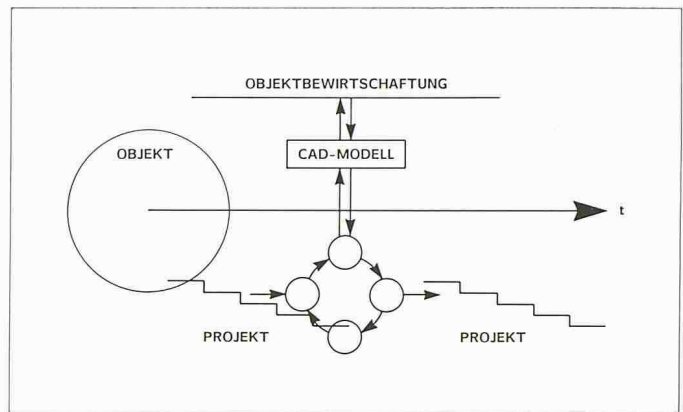 OBJEKTBEWIRTSCHAFTUNG
OBJEKT
CAD-MODELL
t
PROJEKT
PROJEKT